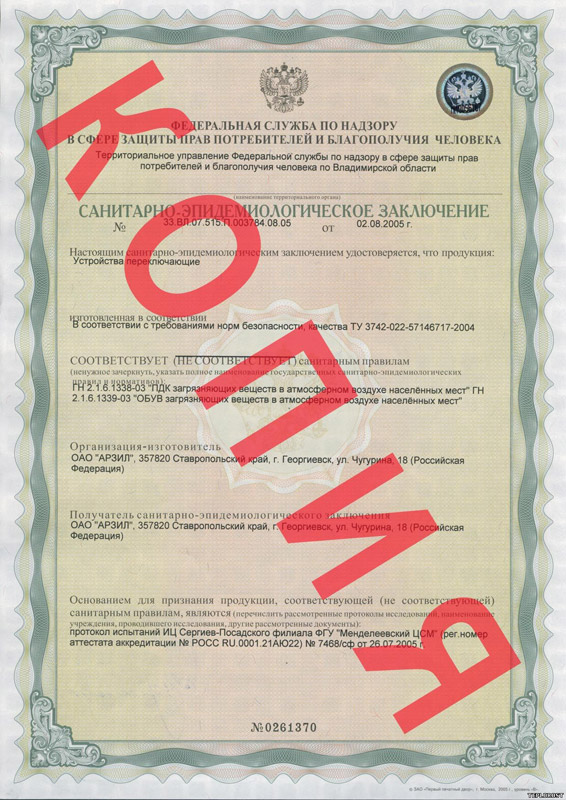 ФЕДЕРАЛЬНАЯ СЛУЖБА ПО НАДЗОРУ
В СФЕРЕ ЗАЩИТЫ ПРАВ ПОТРЕБИТЕЛЕЙ И БЛАГОПОЛУЧИЯ ЧЕЛОВЕКА
Территориальное управление Федеральной службы по надзору в сфере защиты прав
потребителей и благополучия человека по Владимирской области
(наименование территориального органа)
САНИТАРНО-ЭПИДЕМИОЛОГИЧЕСКОЕ ЗАКЛЮЧЕНИЕ
№ 33.ВЛ.07.515.П.003784.08.05 от 02.08.2005 г.
Настоящим санитарно-эпидемиологическим заключением удостоверяется, что продукция:
Устройства переключающие
изготовленная в соответствии
В соответствии с требованиями норм безопасности, качества ТУ 3742-022-57146717-2004
СООТВЕТСТВУЕТ (НЕ СООТВЕТСТВУЕТ) санитарным правилам
(ненужное зачеркнуть, указать полное наименование государственных санитарно-эпидемиологических
правил и нормативов):
ГН 2.1.6.1338-03 "ПДК загрязняющих веществ в атмосферном воздухе населённых мест" ГН
2.1.6.1339-03 "ОБУВ загрязняющих веществ в атмосферном воздухе населённых мест"
Организация-изготовитель
ОАО "АРЗИЛ", 357820 Ставропольский край, г. Георгиевск, ул. Чугурина, 18 (Российская
Федерация)
Получатель санитарно-эпидемиологического заключения
ОАО "АРЗИЛ", 357820 Ставропольский край, г. Георгиевск, ул. Чугурина, 18 (Российская
Федерация)
Основанием для признания продукции, соответствующей (не соответствующей)
санитарным правилам, являются (перечислить рассмотренные протоколы исследований, наименование
учреждения, проводившего исследования, другие рассмотренные документы):
протокол испытаний ИЦ Сергиев-Посадского филиала ФГУ "Менделеевский ЦСМ" (рег.номер
аттестата аккредитации № РОСС RU.0001.21АЮ22) № 7468/сф от 26.07.2005 г.
КОПИЯ
№0261370
© ЗАО «Первый печатный двор», г. Москва, 2005 г., уровень «В».
TEPLOROST